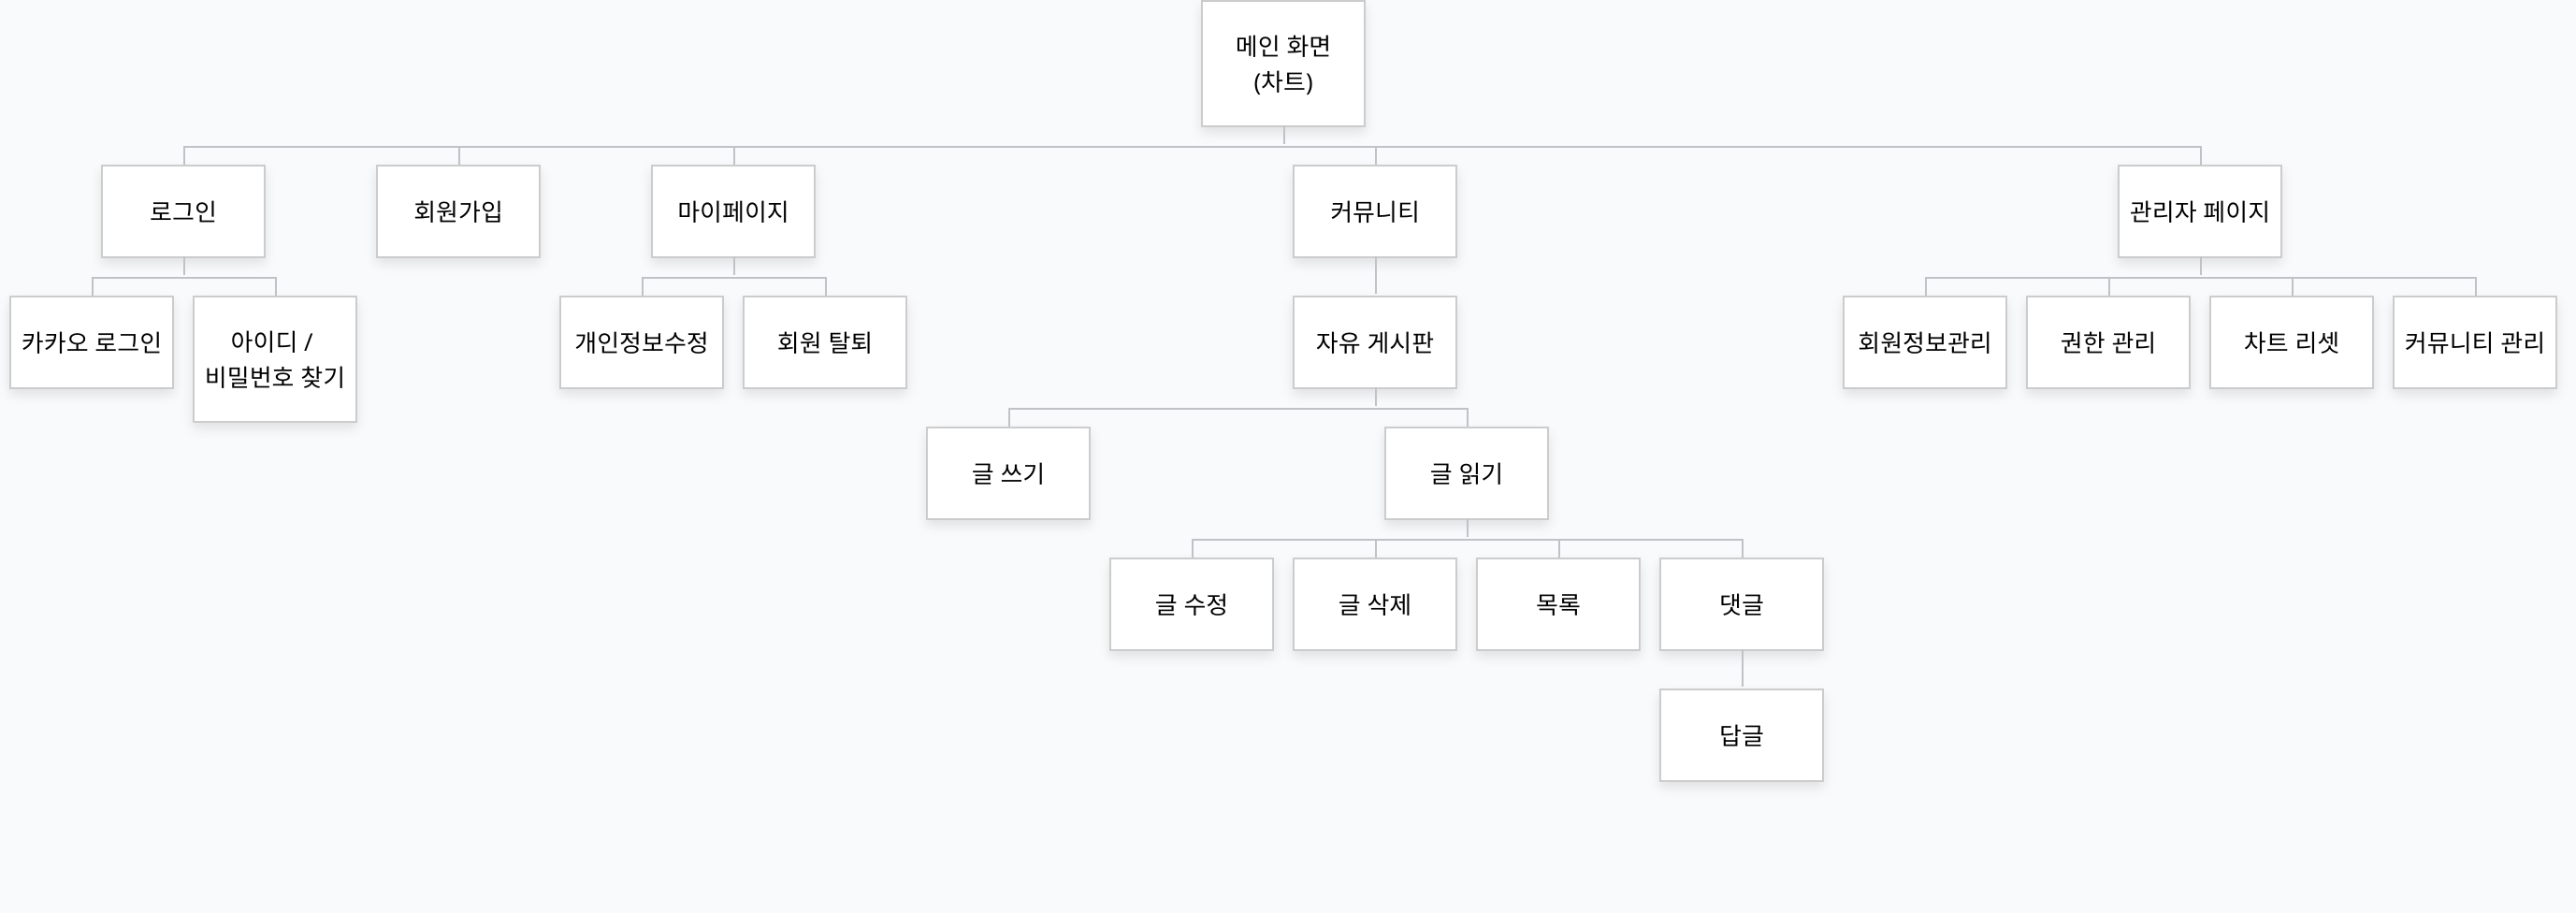 메인 화면
(차트)
로그인
회원가입
마이페이지
커뮤니티
관리자 페이지
카카오 로그인
아이디 /
비밀번호 찾기
개인정보수정
회원 탈퇴
자유 게시판
회원정보관리
권한 관리
차트 리셋
커뮤니티 관리
글 쓰기
글 읽기
글 수정
글 삭제
목록
댓글
답글